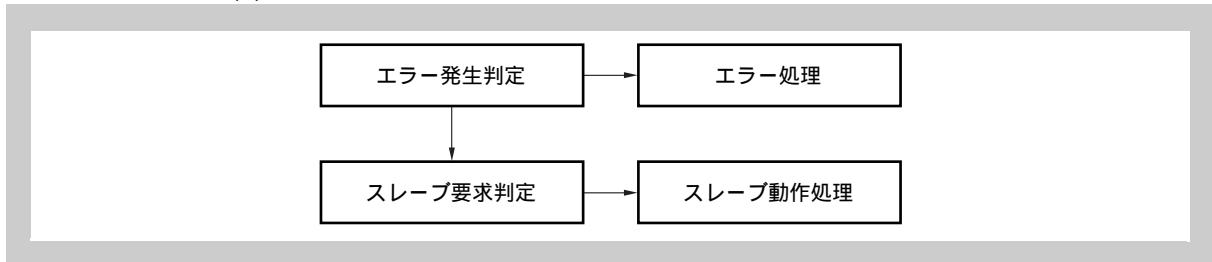 エラー発生判定
エラー処理
スレーブ要求判定
スレーブ動作処理